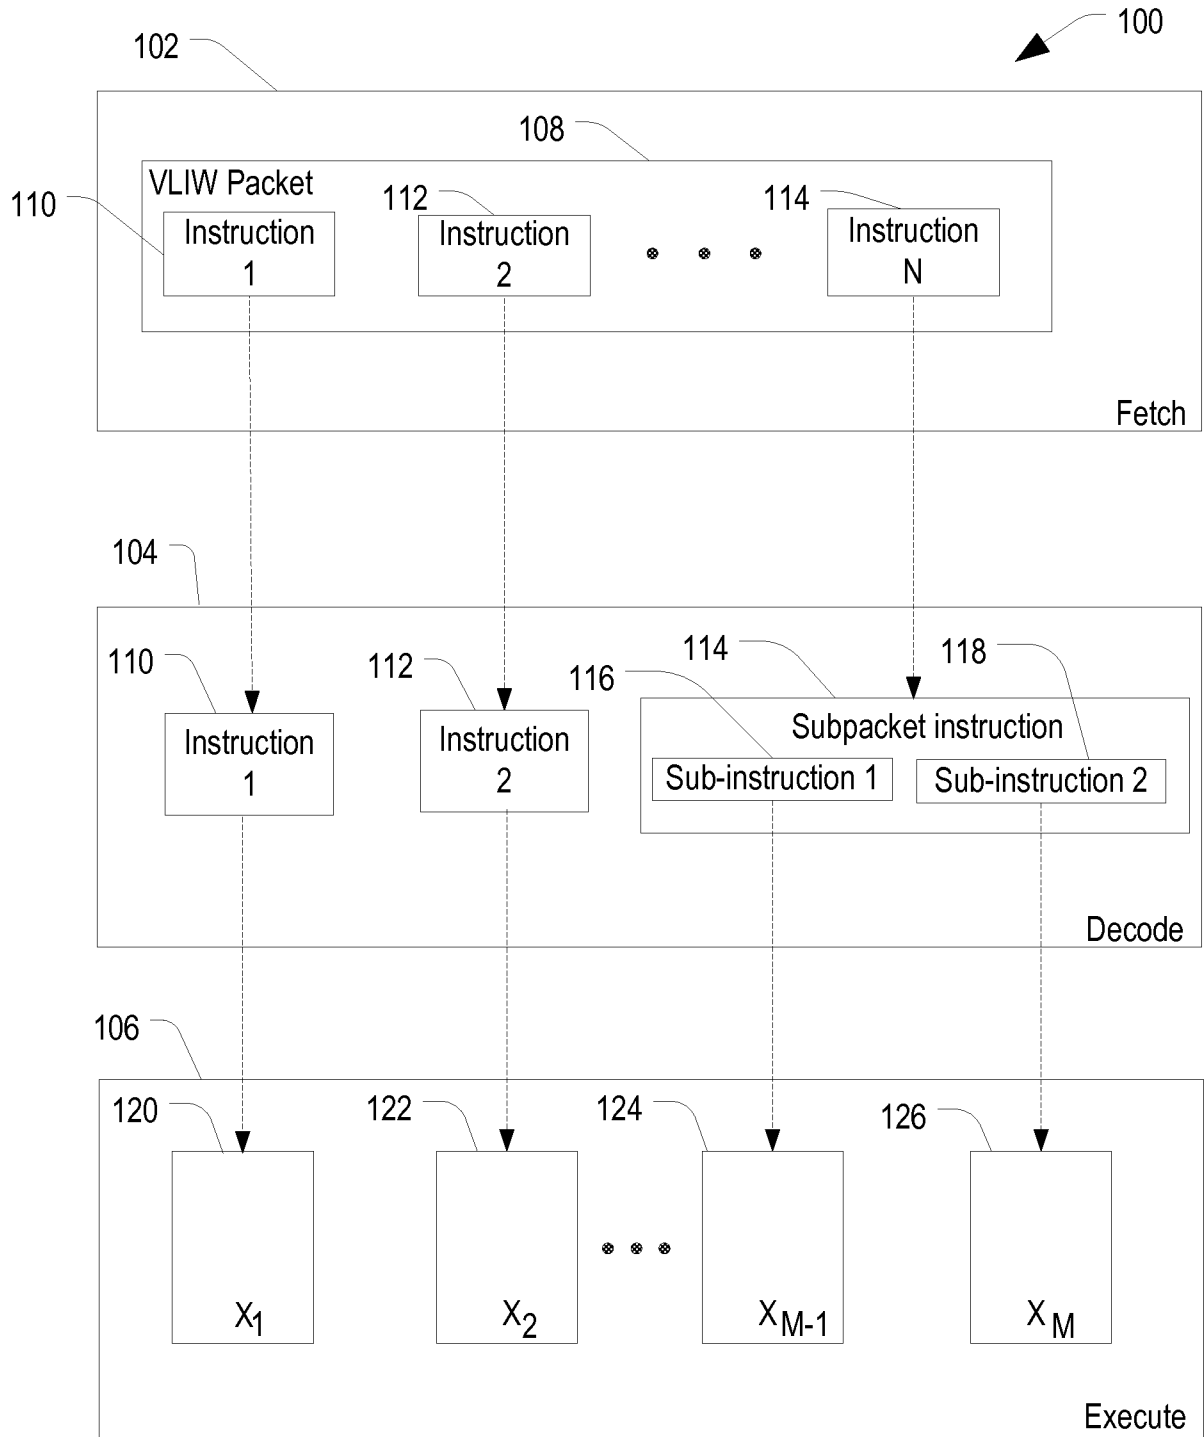 100
102
108
VLIW Packet
110
112
114
Instruction
1
Instruction
2
Instruction
N
Fetch
104
110
112
116
114
118
Instruction
1
Instruction
2
Subpacket instruction
Sub-instruction 1
Sub-instruction 2
Decode
106
120
122
124
126
X1
X2
XM-1
XM
Execute